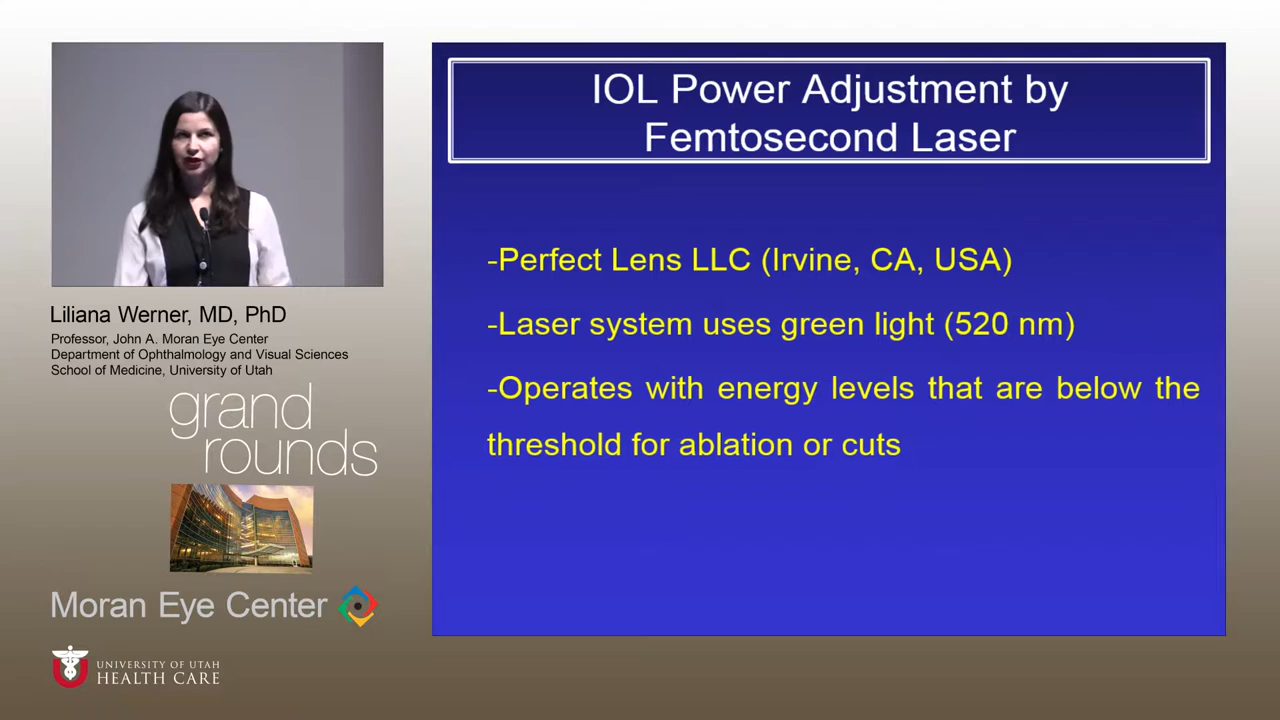 IOL Power Adjustment by
Femtosecond Laser
-Perfect Lens LLC (Irvine, CA, USA)
-Laser system uses green light (520 nm)
-Operates with energy levels that are below the
threshold for ablation or cuts
Liliana Werner, MD, PhD
Professor, John A. Moran Eye Center
Department of Ophthalmology and Visual Sciences
School of Medicine, University of Utah
grand
rounds
Moran Eye Center
UNIVERSITY OF UTAH
HEALTH CARE